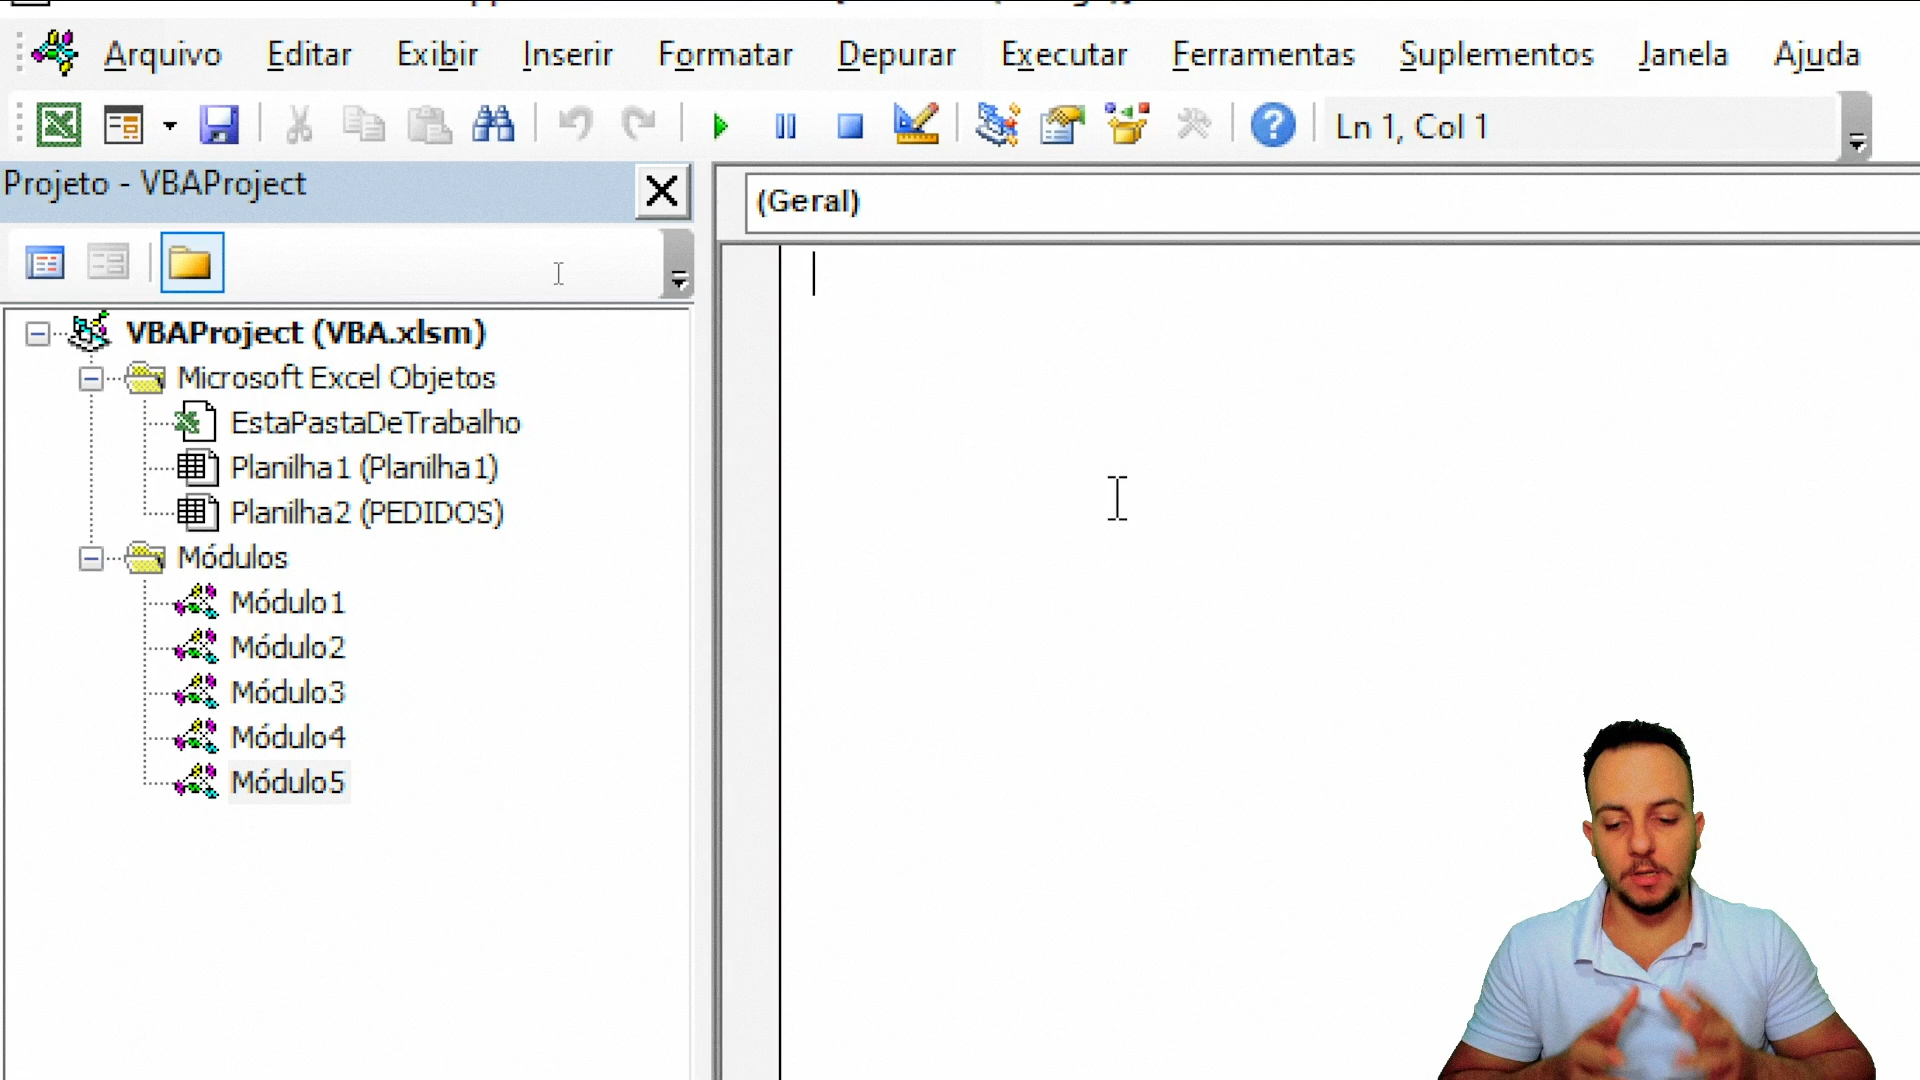 Arquivo Editar Exibir Inserir Formatar Depurar Executar Ferramentas Suplementos Janela Ajuda
Ln 1, Col 1
Projeto - VBAProject
(Geral)
VBAProject (VBA.xlsm)
Microsoft Excel Objetos
EstaPastaDeTrabalho
Planilha1 (Planilha1)
Planilha2 (PEDIDOS)
Módulos
Módulo1
Módulo2
Módulo3
Módulo4
Módulo5